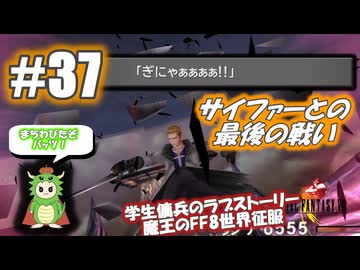 #37
「ぎにゃああぁぁ!!」
サイファーとの
最後の戦い
まちわびたぞ
バッツ！
学生傭兵のラブストーリー
魔王のFF8世界征服
6555